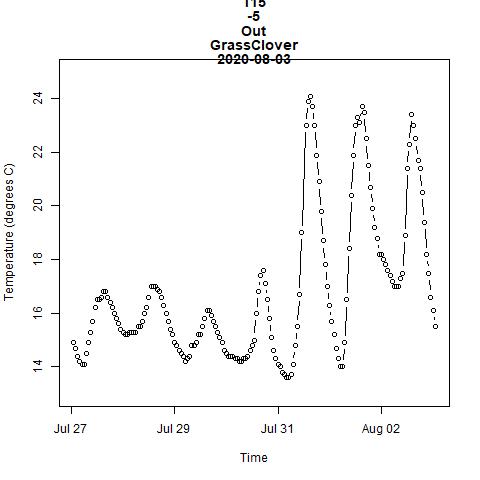 T15
-5
Out
GrassClover
2020-08-03
Temperature (degrees C)
24
22
20
18
16
14
Jul 27 Jul 29 Jul 31 Aug 02
Time